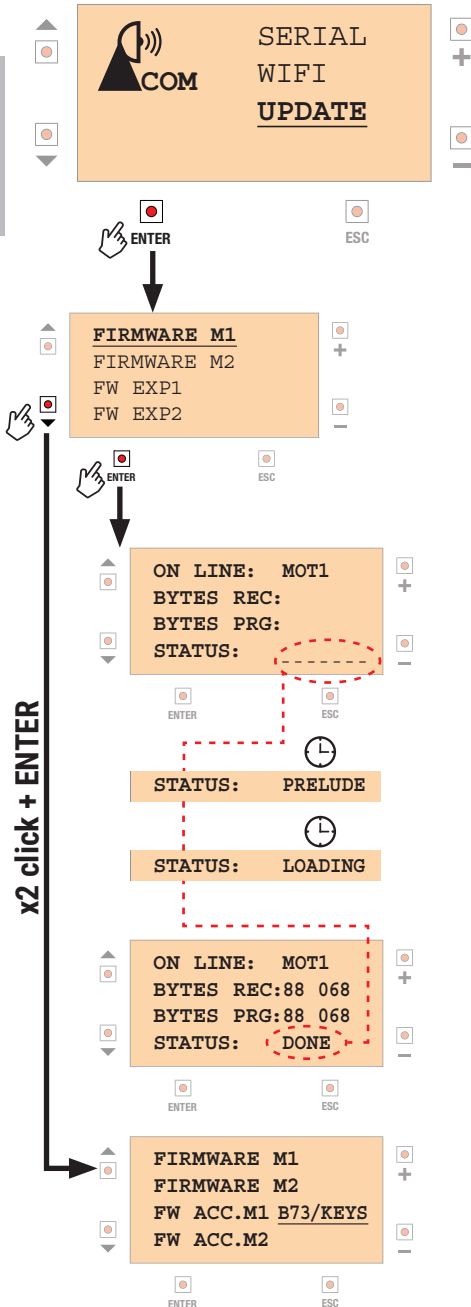 COM
SERIAL
WIFI
UPDATE
ENTER
ESC
FIRMWARE M1
FIRMWARE M2
FW EXP1
FW EXP2
ENTER
ESC
x2 click + ENTER
ON LINE: MOT1
BYTES REC:
BYTES PRG:
STATUS: -------
ENTER
ESC
STATUS: PRELUDE
STATUS: LOADING
ON LINE: MOT1
BYTES REC:88 068
BYTES PRG:88 068
STATUS: DONE
ENTER
ESC
FIRMWARE M1
FIRMWARE M2
FW ACC.M1 B73/KEYS
FW ACC.M2
ENTER
ESC